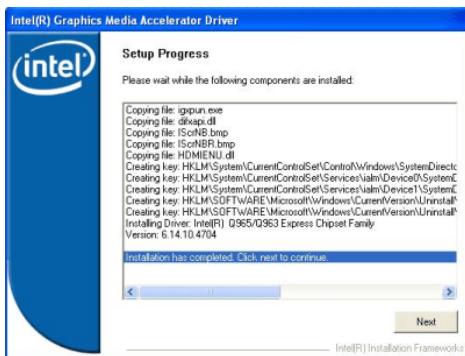 Intel(R) Graphics Media Accelerator Driver
intel
Setup Progress
Please wait while the following components are installed:
Copying file: igxpun.exe
Copying file: difxapi.dll
Copying file: IScrNB.bmp
Copying file: IScrNBR.bmp
Copying file: HDMIENU.dll
Creating key: HKLM\System\CurrentControlSet\Control\Windows\SystemDirecto
Creating key: HKLM\System\CurrentControlSet\Services\ialm\Device0\SystemD
Creating key: HKLM\System\CurrentControlSet\Services\ialm\Device1\SystemD
Creating key: HKLM\SOFTWARE\Microsoft\Windows\CurrentVersion\Uninstall\
Creating key: HKLM\SOFTWARE\Microsoft\Windows\CurrentVersion\Uninstall\
Installing Driver: Intel(R) Q965/Q963 Express Chipset Family
Version: 6.14.10.4704
Installation has completed. Click next to continue.
Next
Intel(R) Installation Frameworks